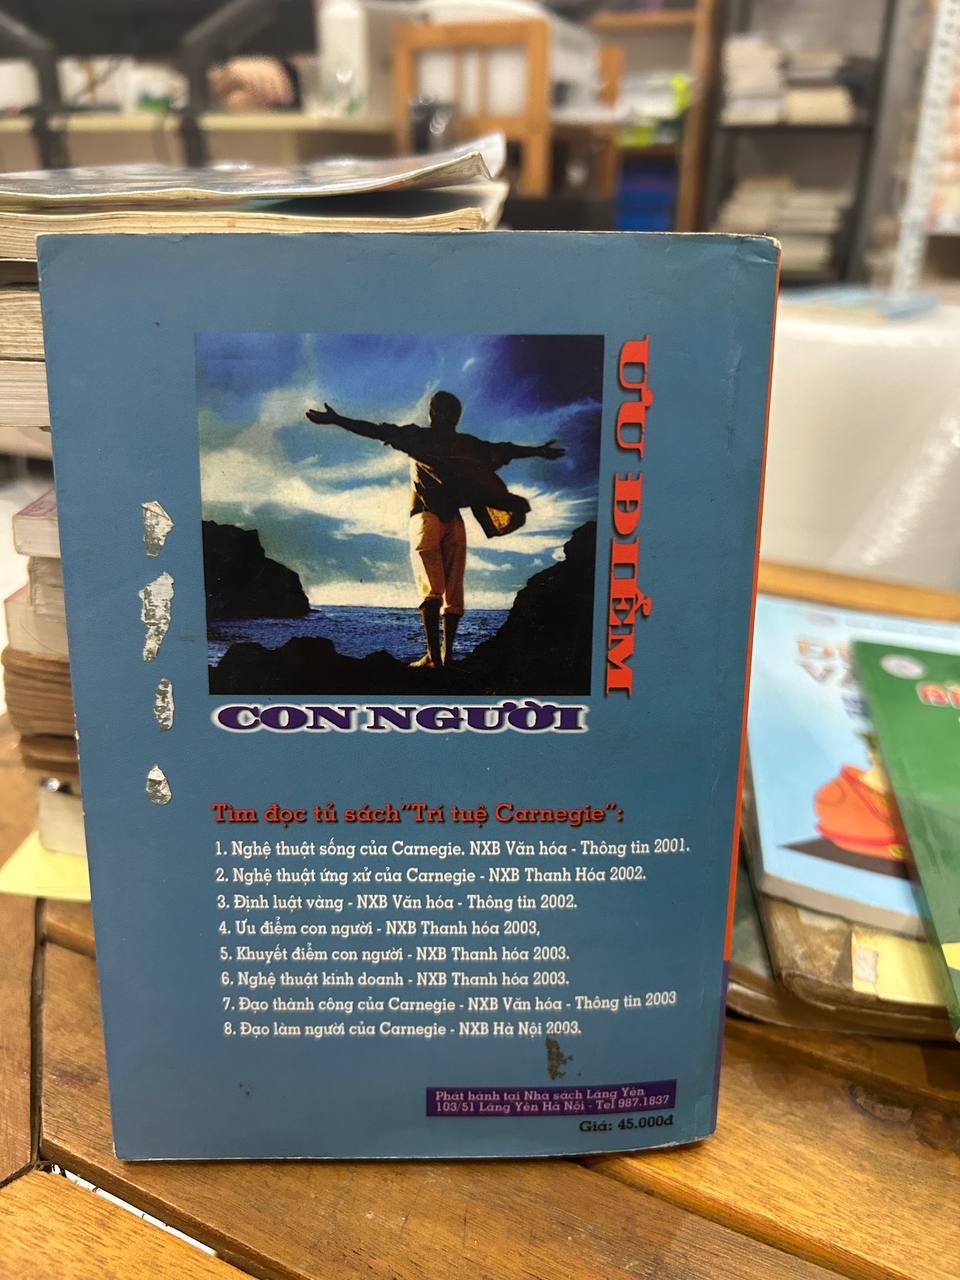 ƯU ĐIỂM
CON NGƯỜI
Tìm đọc tủ sách "Trí tuệ Carnegie":
1. Nghệ thuật sống của Carnegie. NXB Văn hóa - Thông tin 2001.
2. Nghệ thuật ứng xử của Carnegie - NXB Thanh Hóa 2002.
3. Định luật vàng - NXB Văn hóa - Thông tin 2002.
4. Ưu điểm con người - NXB Thanh hóa 2003,
5. Khuyết điểm con người - NXB Thanh hóa 2003.
6. Nghệ thuật kinh doanh - NXB Thanh hóa 2003.
7. Đạo thành công của Carnegie - NXB Văn hóa - Thông tin 2003
8. Đạo làm người của Carnegie - NXB Hà Nội 2003.
Phát hành tại Nhà sách Lãng Yên
103/51 Lãng Yên Hà Nội - Tel 987.1837
Giá: 45.000đ